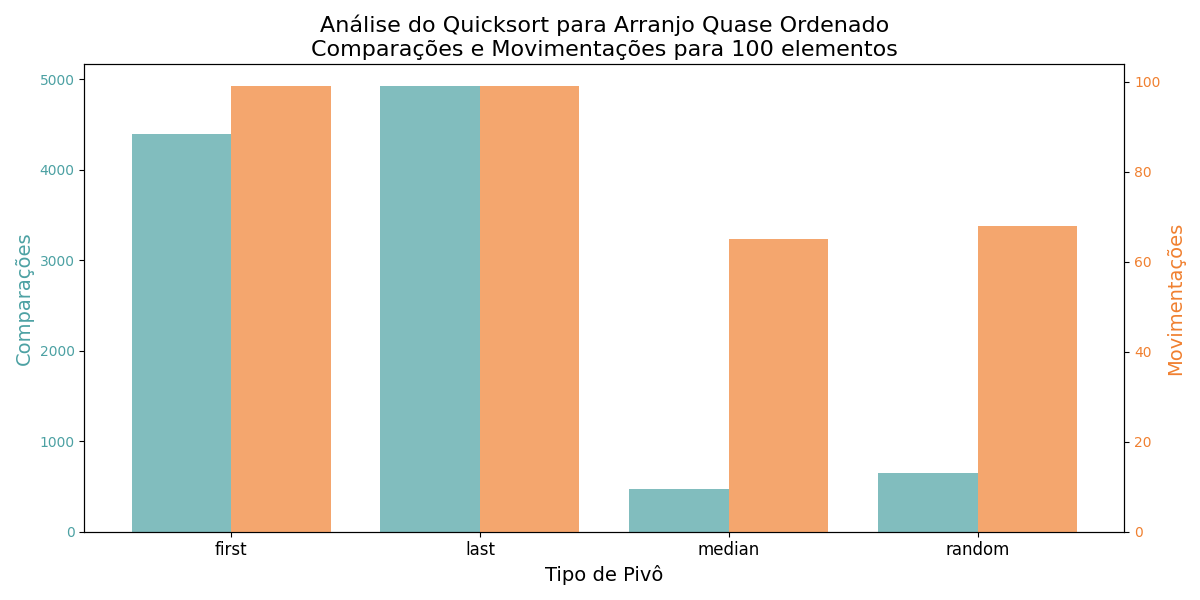 Análise do Quicksort para Arranjo Quase Ordenado
Comparações e Movimentações para 100 elementos
5000
4000
3000
2000
1000
0
Comparações
100
80
60
40
20
0
Movimentações
first
last
median
random
Tipo de Pivô